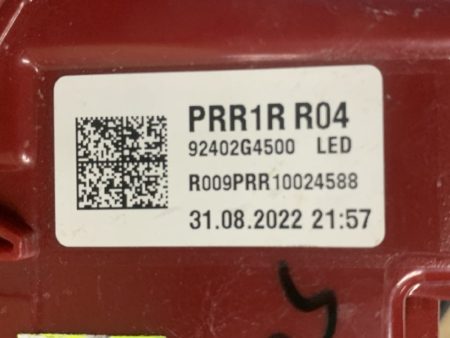 PRR1R R04
92402G4500 LED
R009PRR10024588
31.08.2022 21:57